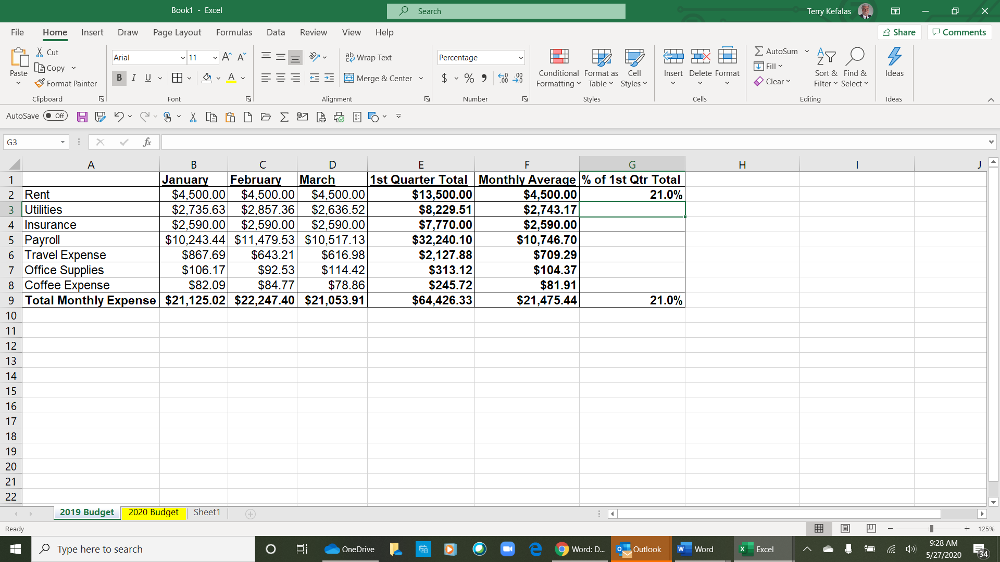 Book1 - Excel
Search
Terry Kefalas
File Home Insert Draw Page Layout Formulas Data Review View Help
Share Comments
Paste
Cut
Copy
Format Painter
Clipboard
Arial 11
B I U
Font
ab Wrap Text
Merge & Center
Alignment
Percentage
$ % , .00 .00
Number
Conditional Formatting
Format as Table
Cell Styles
Styles
Insert Delete Format
Cells
AutoSum
Fill
Clear
Sort & Filter
Find & Select
Editing
Ideas
Ideas
AutoSave Off
G3 fx
A B C D E F G H I J
1 January February March 1st Quarter Total Monthly Average % of 1st Qtr Total
2 Rent $4,500.00 $4,500.00 $4,500.00 $13,500.00 $4,500.00 21.0%
3 Utilities $2,735.63 $2,857.36 $2,636.52 $8,229.51 $2,743.17
4 Insurance $2,590.00 $2,590.00 $2,590.00 $7,770.00 $2,590.00
5 Payroll $10,243.44 $11,479.53 $10,517.13 $32,240.10 $10,746.70
6 Travel Expense $867.69 $643.21 $616.98 $2,127.88 $709.29
7 Office Supplies $106.17 $92.53 $114.42 $313.12 $104.37
8 Coffee Expense $82.09 $84.77 $78.86 $245.72 $81.91
9 Total Monthly Expense $21,125.02 $22,247.40 $21,053.91 $64,426.33 $21,475.44 21.0%
10
11
12
13
14
15
16
17
18
19
20
21
22
2019 Budget 2020 Budget Sheet1
Ready 125%
Type here to search
OneDrive
Word: D...
Outlook
Word
Excel
9:28 AM
5/27/2020
34